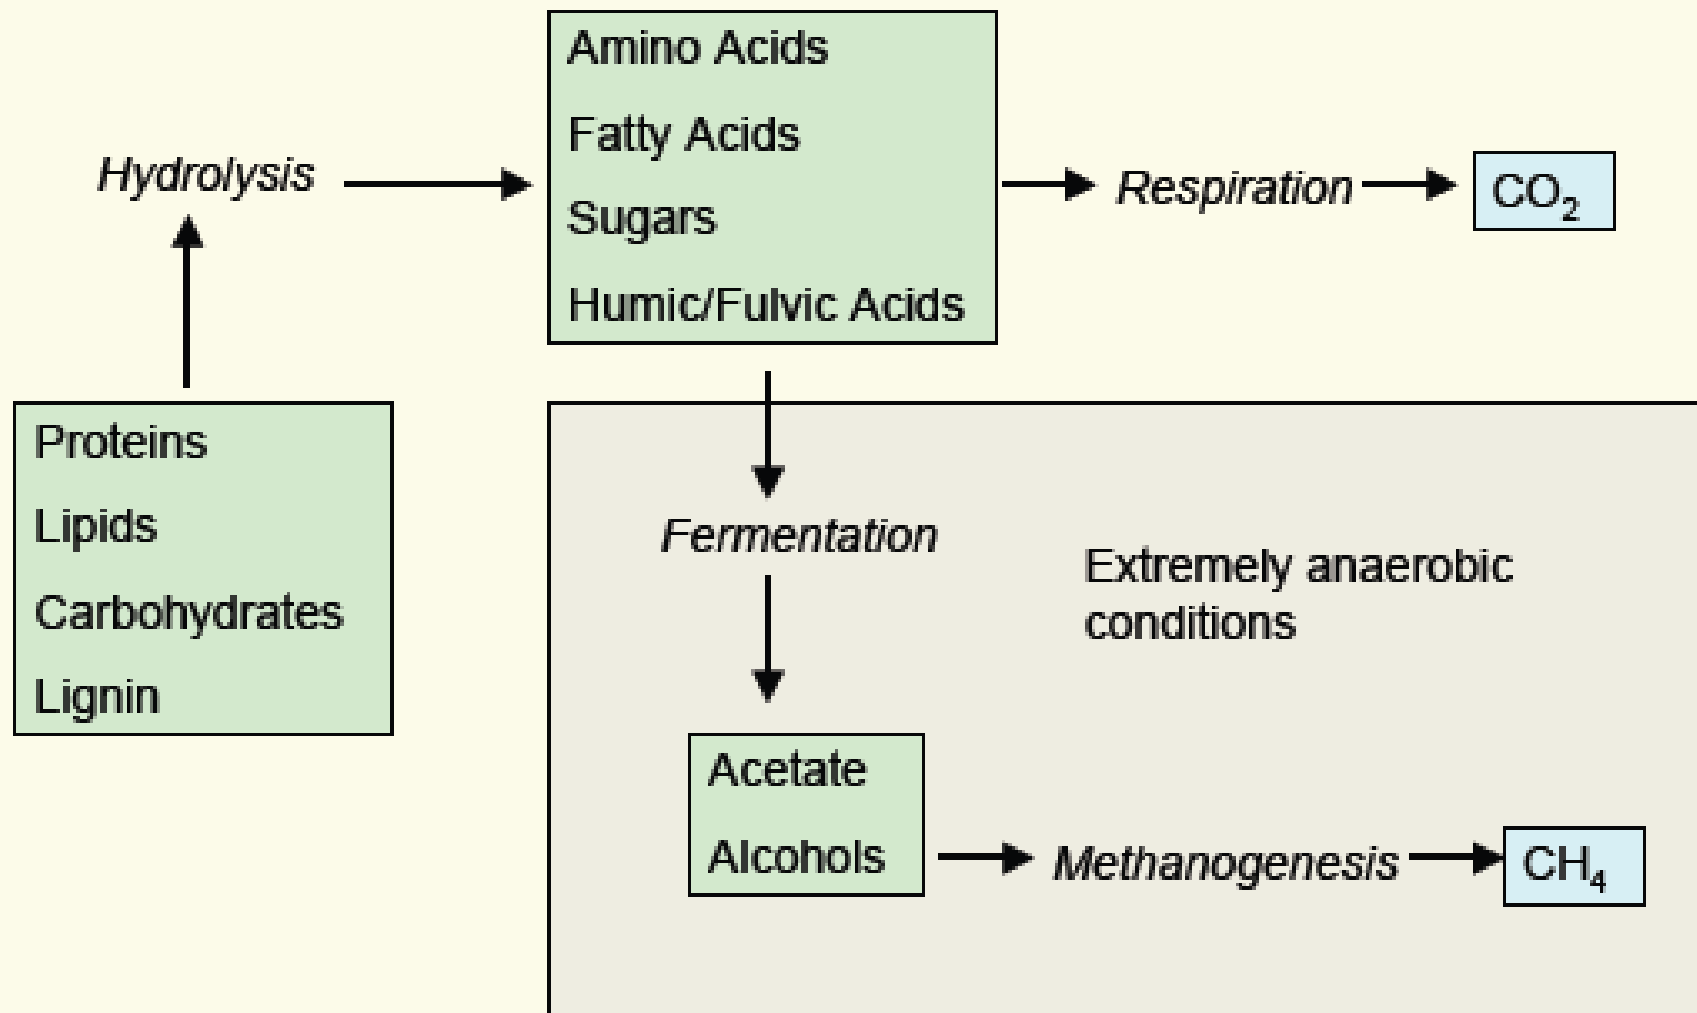 Amino Acids
Fatty Acids
Sugars
Humic/Fulvic Acids
Hydrolysis
Respiration
CO₂
Proteins
Lipids
Carbohydrates
Lignin
Fermentation
Extremely anaerobic
conditions
Acetate
Alcohols
Methanogenesis
CH₄